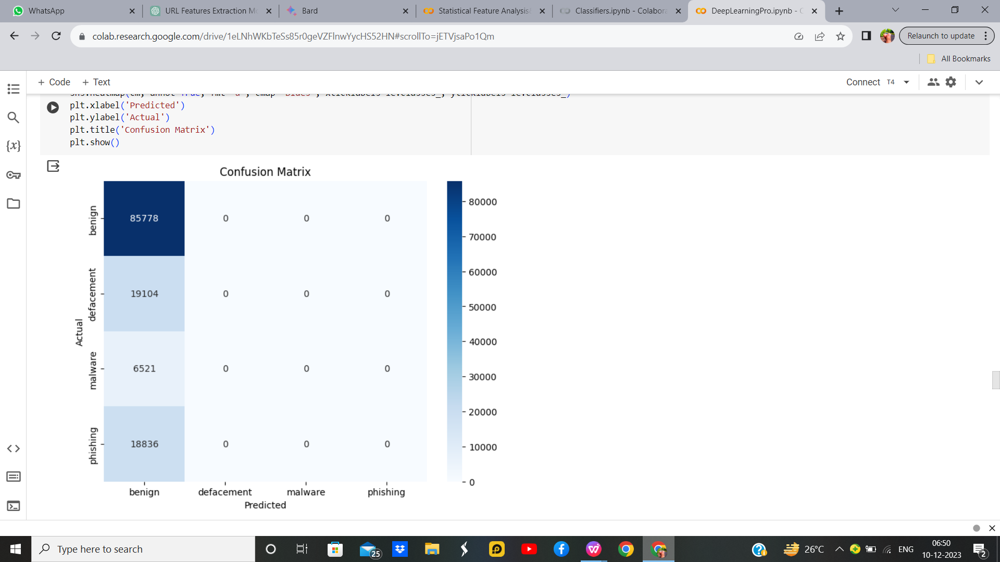 WhatsApp
URL Features Extraction Mo
Bard
Statistical Feature Analysis
Classifiers.ipynb - Colabora
DeepLearningPro.ipynb - C
colab.research.google.com/drive/1eLNhWKbTeSs85r0geVZFlnwYycHS52HN#scrollTo=jETVjsaPo1Qm
Relaunch to update
All Bookmarks
+ Code + Text
Connect T4
plt.xlabel('Predicted')
plt.ylabel('Actual')
plt.title('Confusion Matrix')
plt.show()
{x}
Confusion Matrix
benign 85778 0 0 0
defacement 19104 0 0 0
malware 6521 0 0 0
phishing 18836 0 0 0
Actual
benign defacement malware phishing
Predicted
80000
70000
60000
50000
40000
30000
20000
10000
0
Type here to search
25
26°C
ENG
06:50
10-12-2023
2